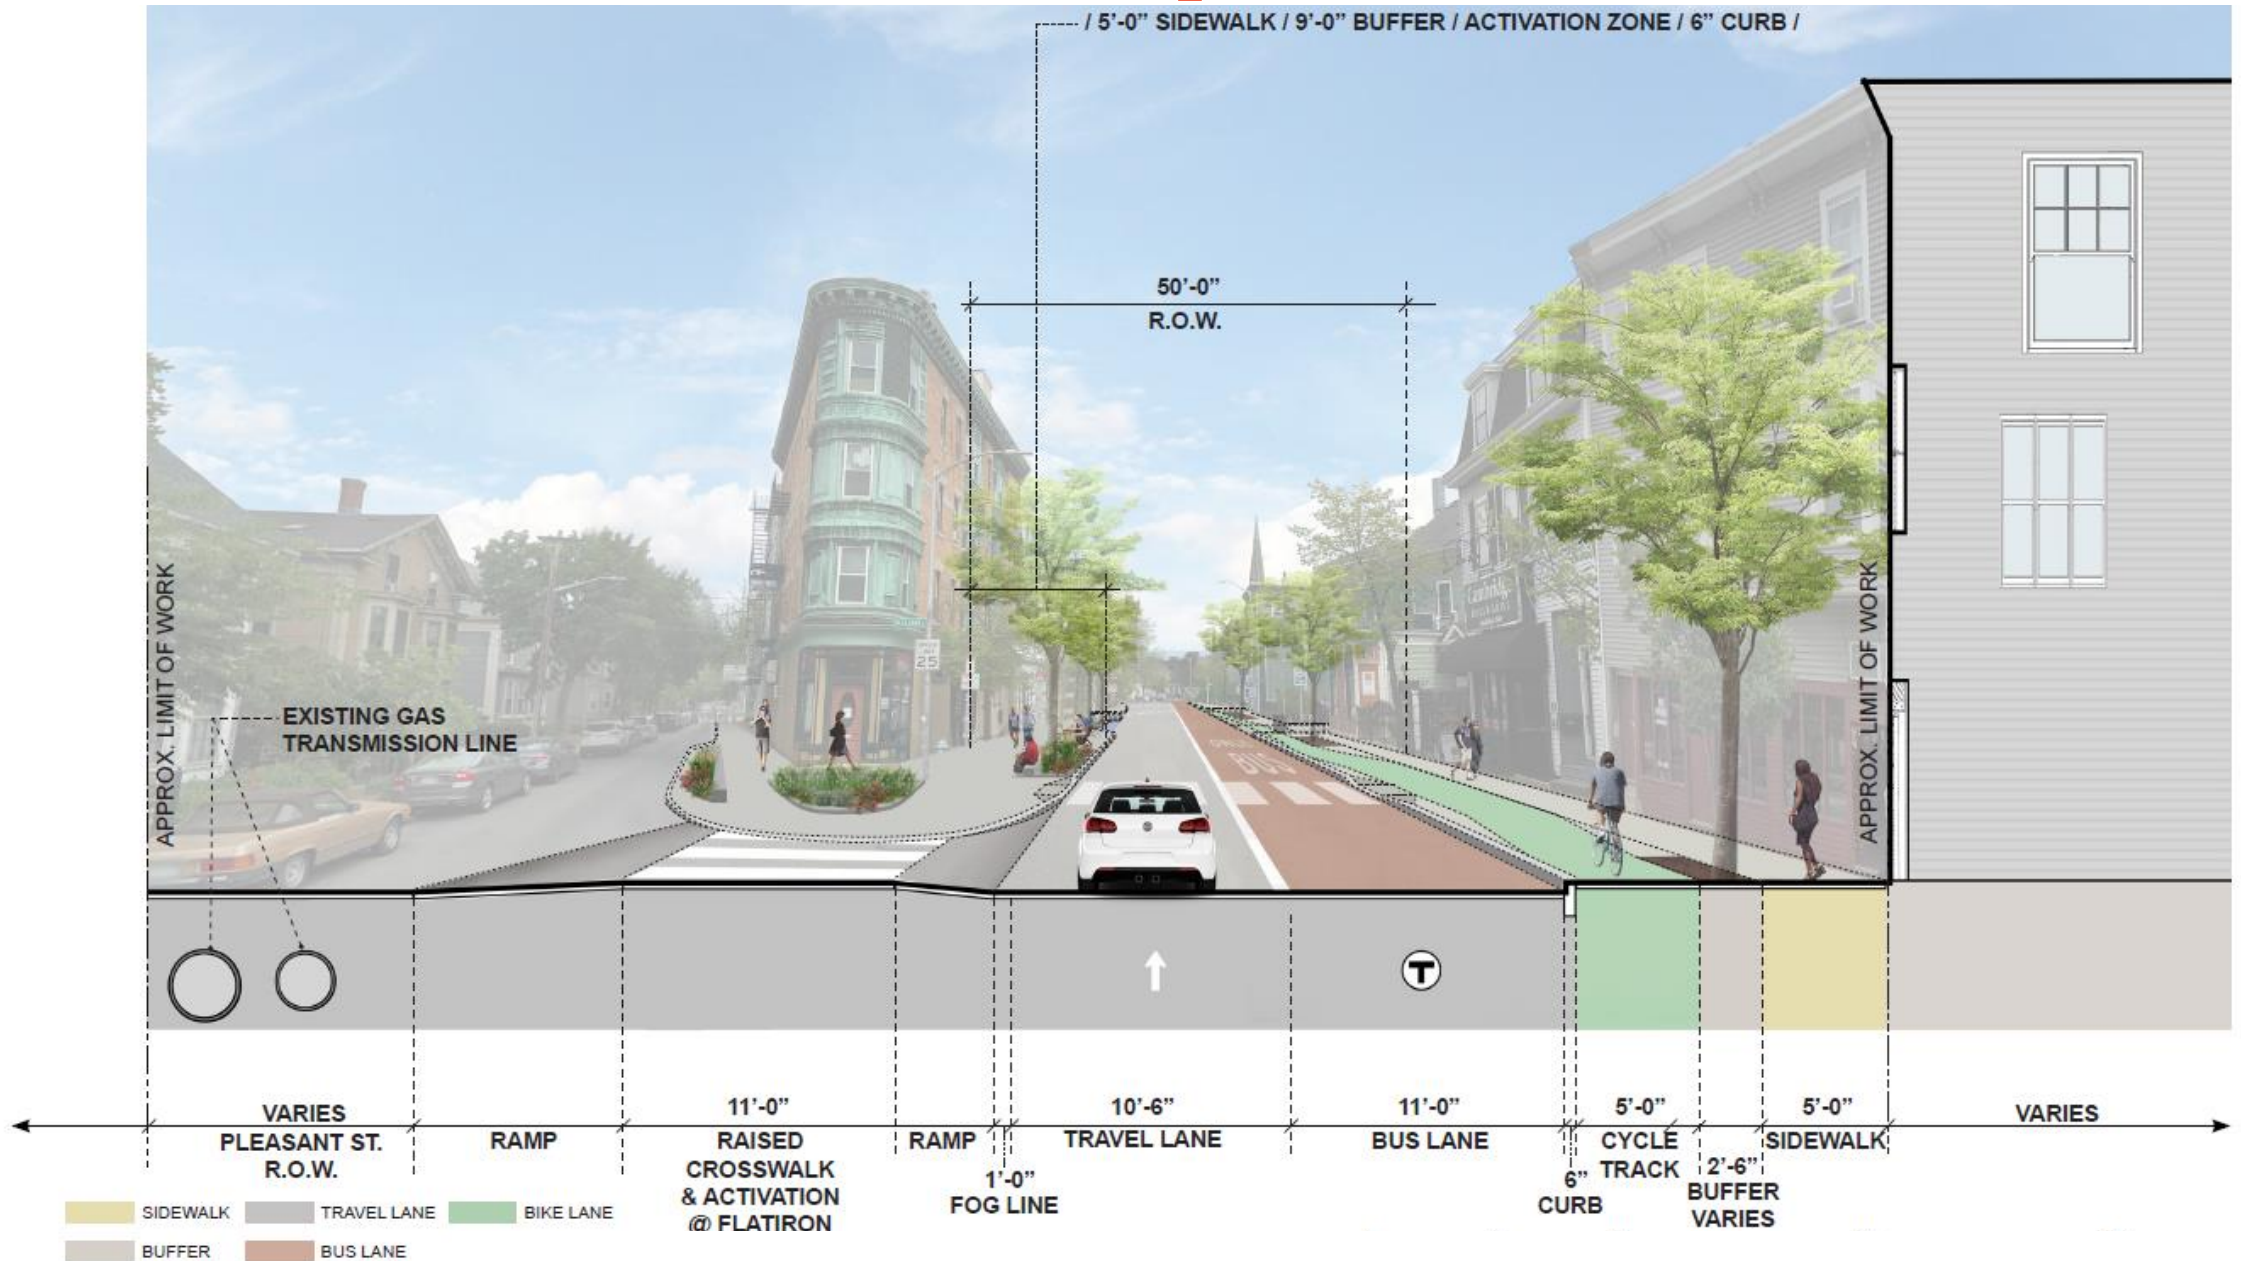 / 5’-0” SIDEWALK / 9’-0” BUFFER / ACTIVATION ZONE / 6” CURB /
50’-0”
R.O.W.
APPROX. LIMIT OF WORK
APPROX. LIMIT OF WORK
25
EXISTING GAS
TRANSMISSION LINE
BUS
T
VARIES
PLEASANT ST.
R.O.W.
RAMP
11’-0”
RAISED
CROSSWALK
& ACTIVATION
@ FLATIRON
RAMP
1’-0”
FOG LINE
10’-6”
TRAVEL LANE
11’-0”
BUS LANE
6”
CURB
5’-0”
CYCLE
TRACK
2’-6”
BUFFER
VARIES
5’-0”
SIDEWALK
VARIES
SIDEWALK
TRAVEL LANE
BIKE LANE
BUFFER
BUS LANE